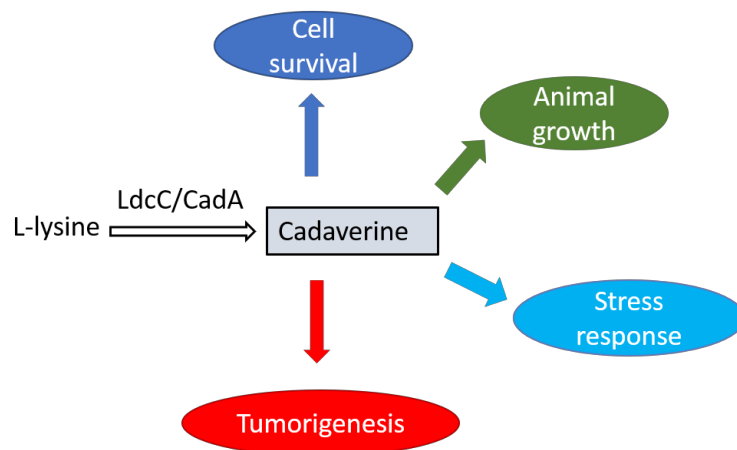 Cell
survival
Animal
growth
LdcC/CadA
L-lysine
Cadaverine
Stress
response
Tumorigenesis